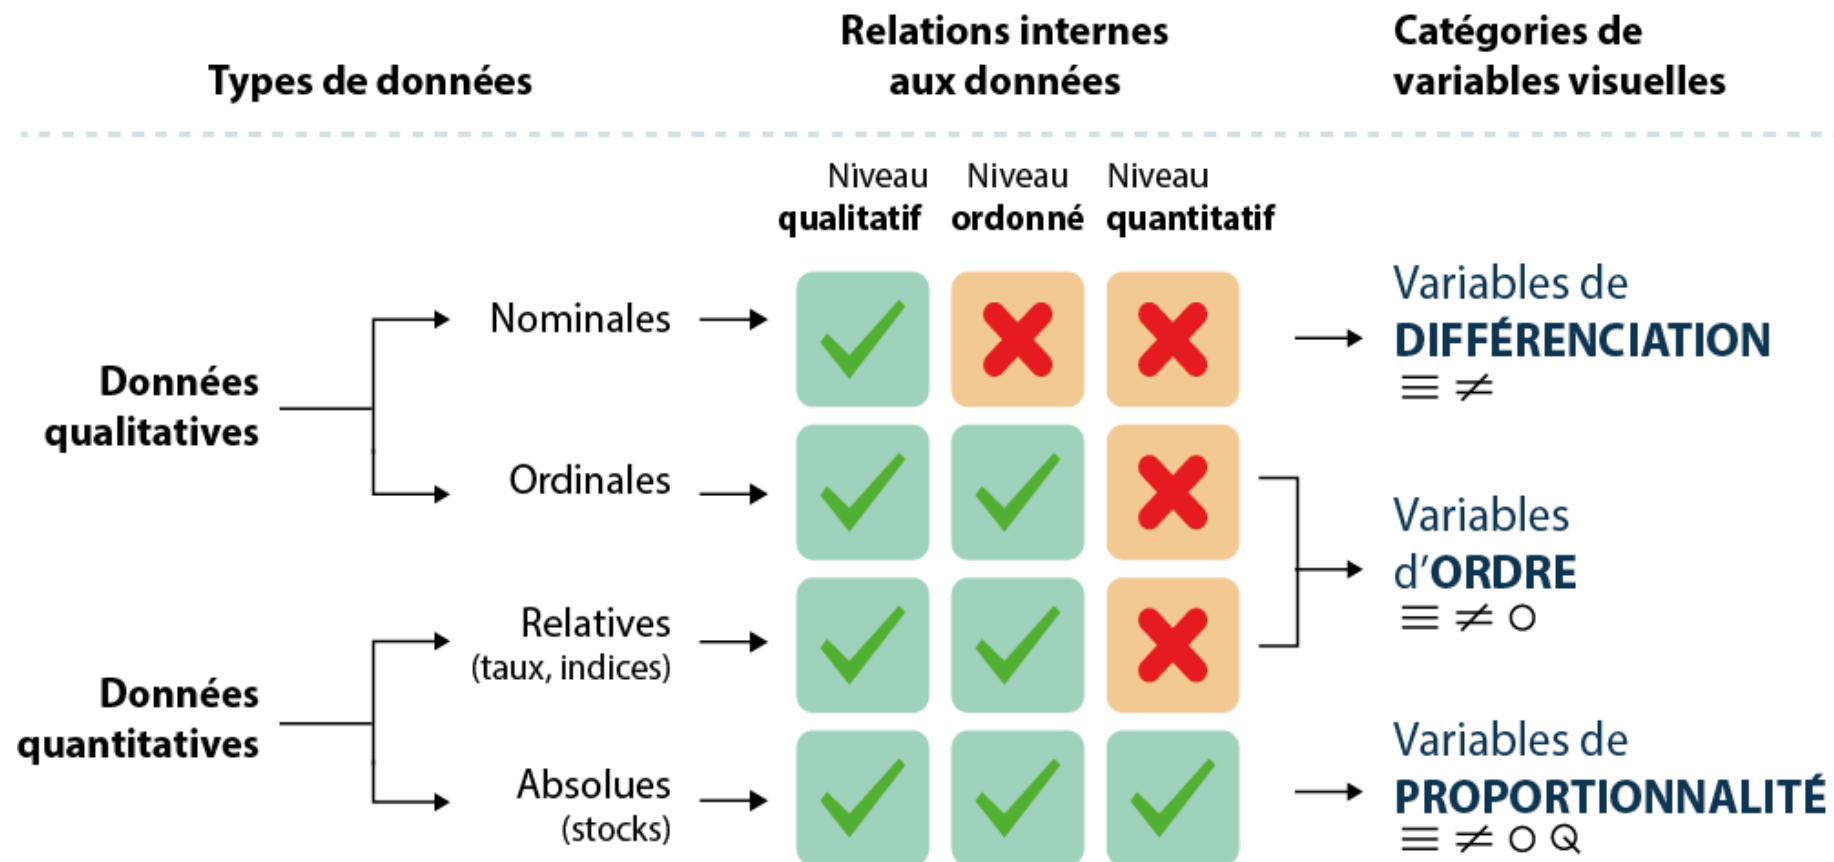 Types de données
Relations internes
aux données
Catégories de
variables visuelles
Niveau
qualitatif
Niveau
ordonné
Niveau
quantitatif
Données
qualitatives
Nominales
Variables de
DIFFÉRENCIATION
≡ ≠
Ordinales
Variables
d'ORDRE
≡ ≠ O
Données
quantitatives
Relatives
(taux, indices)
Absolues
(stocks)
Variables de
PROPORTIONNALITÉ
≡ ≠ O Q